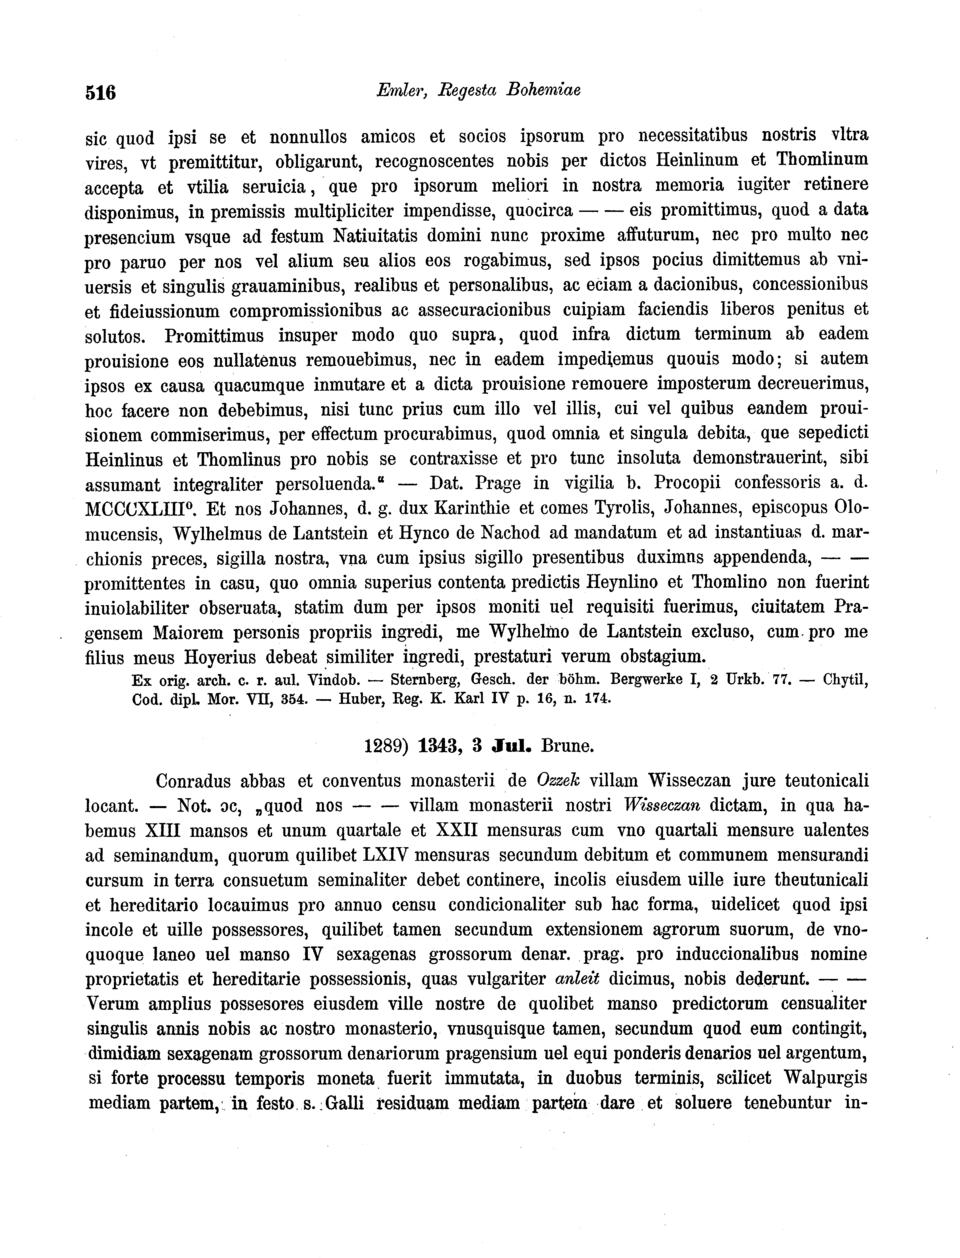 516 Emler, Regesta Bohemiae
sic quod ipsi se et nonnullos amicos et socios ipsorum pro necessitatibus nostris vltra
vires, vt premittitur, obligarunt, recognoscentes nobis per dictos Heinlinum et Thomlinum
accepta et vtilia seruicia, que pro ipsorum meliori in nostra memoria iugiter retinere
disponimus, in premissis multipliciter impendisse, quocirca — — eis promittimus, quod a data
presencium vsque ad festum Natiuitatis domini nunc proxime affuturum, nec pro multo nec
pro paruo per nos vel alium seu alios eos rogabimus, sed ipsos pocius dimittemus ab vni-
uersis et singulis grauaminibus, realibus et personalibus, ac eciam a dacionibus, concessionibus
et fideiussionum compromissionibus ac assecuracionibus cuipiam faciendis liberos penitus et
solutos. Promittimus insuper modo quo supra, quod infra dictum terminum ab eadem
prouisione eos nullatenus remouebimus, nec in eadem impediemus quouis modo; si autem
ipsos ex causa quacumque inmutare et a dicta prouisione remouere imposterum decreuerimus,
hoc facere non debebimus, nisi tunc prius cum illo vel illis, cui vel quibus eandem proui-
sionem commiserimus, per effectum procurabimus, quod omnia et singula debita, que sepedicti
Heinlinus et Thomlinus pro nobis se contraxisse et pro tunc insoluta demonstrauerint, sibi
assumant integraliter persoluenda.“ — Dat. Prage in vigilia b. Procopii confessoris a. d.
MCCCXLIII⁰. Et nos Johannes, d. g. dux Karinthie et comes Tyrolis, Johannes, episcopus Olo-
mucensis, Wylhelmus de Lantstein et Hynco de Nachod ad mandatum et ad instantiuas d. mar-
chionis preces, sigilla nostra, vna cum ipsius sigillo presentibus duximns appendenda, — —
promittentes in casu, quo omnia superius contenta predictis Heynlino et Thomlino non fuerint
inuiolabiliter obseruata, statim dum per ipsos moniti uel requisiti fuerimus, ciuitatem Pra-
gensem Maiorem personis propriis ingredi, me Wylhelmo de Lantstein excluso, cum pro me
filius meus Hoyerius debeat similiter ingredi, prestaturi verum obstagium.
Ex orig. arch. c. r. aul. Vindob. — Sternberg, Gesch. der böhm. Bergwerke I, 2 Urkb. 77. — Chytil,
Cod. dipl. Mor. VII, 354. — Huber, Reg. K. Karl IV p. 16, n. 174.
1289) 1343, 3 Jul. Brune.
Conradus abbas et conventus monasterii de Ozzek villam Wisseczan jure teutonicali
locant. — Not. ɔc, „quod nos — — villam monasterii nostri Wisseczan dictam, in qua ha-
bemus XIII mansos et unum quartale et XXII mensuras cum vno quartali mensure ualentes
ad seminandum, quorum quilibet LXIV mensuras secundum debitum et communem mensurandi
cursum in terra consuetum seminaliter debet continere, incolis eiusdem uille iure theutunicali
et hereditario locauimus pro annuo censu condicionaliter sub hac forma, uidelicet quod ipsi
incole et uille possessores, quilibet tamen secundum extensionem agrorum suorum, de vno-
quoque laneo uel manso IV sexagenas grossorum denar. prag. pro induccionalibus nomine
proprietatis et hereditarie possessionis, quas vulgariter anleit dicimus, nobis dederunt. — —
Verum amplius possesores eiusdem ville nostre de quolibet manso predictorum censualiter
singulis annis nobis ac nostro monasterio, vnusquisque tamen, secundum quod eum contingit,
dimidiam sexagenam grossorum denariorum pragensium uel equi ponderis denarios uel argentum,
si forte processu temporis moneta fuerit immutata, in duobus terminis, scilicet Walpurgis
mediam partem, in festo s. Galli residuam mediam partem dare et soluere tenebuntur in-